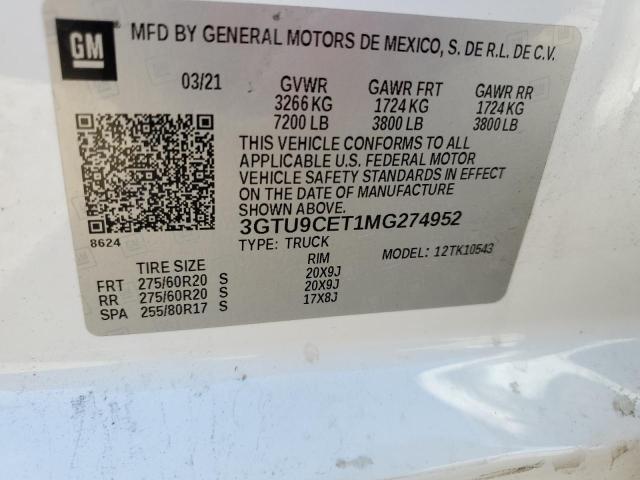 GM
MFD BY GENERAL MOTORS DE MEXICO, S. DE R.L. DE C.V.
03/21 GVWR GAWR FRT GAWR RR
3266 KG 1724 KG 1724 KG
7200 LB 3800 LB 3800 LB
THIS VEHICLE CONFORMS TO ALL
APPLICABLE U.S. FEDERAL MOTOR
VEHICLE SAFETY STANDARDS IN EFFECT
ON THE DATE OF MANUFACTURE
SHOWN ABOVE.
3GTU9CET1MG274952
8624
TYPE: TRUCK MODEL: 12TK10543
TIRE SIZE RIM
FRT 275/60R20 S 20X9J
RR 275/60R20 S 20X9J
SPA 255/80R17 S 17X8J